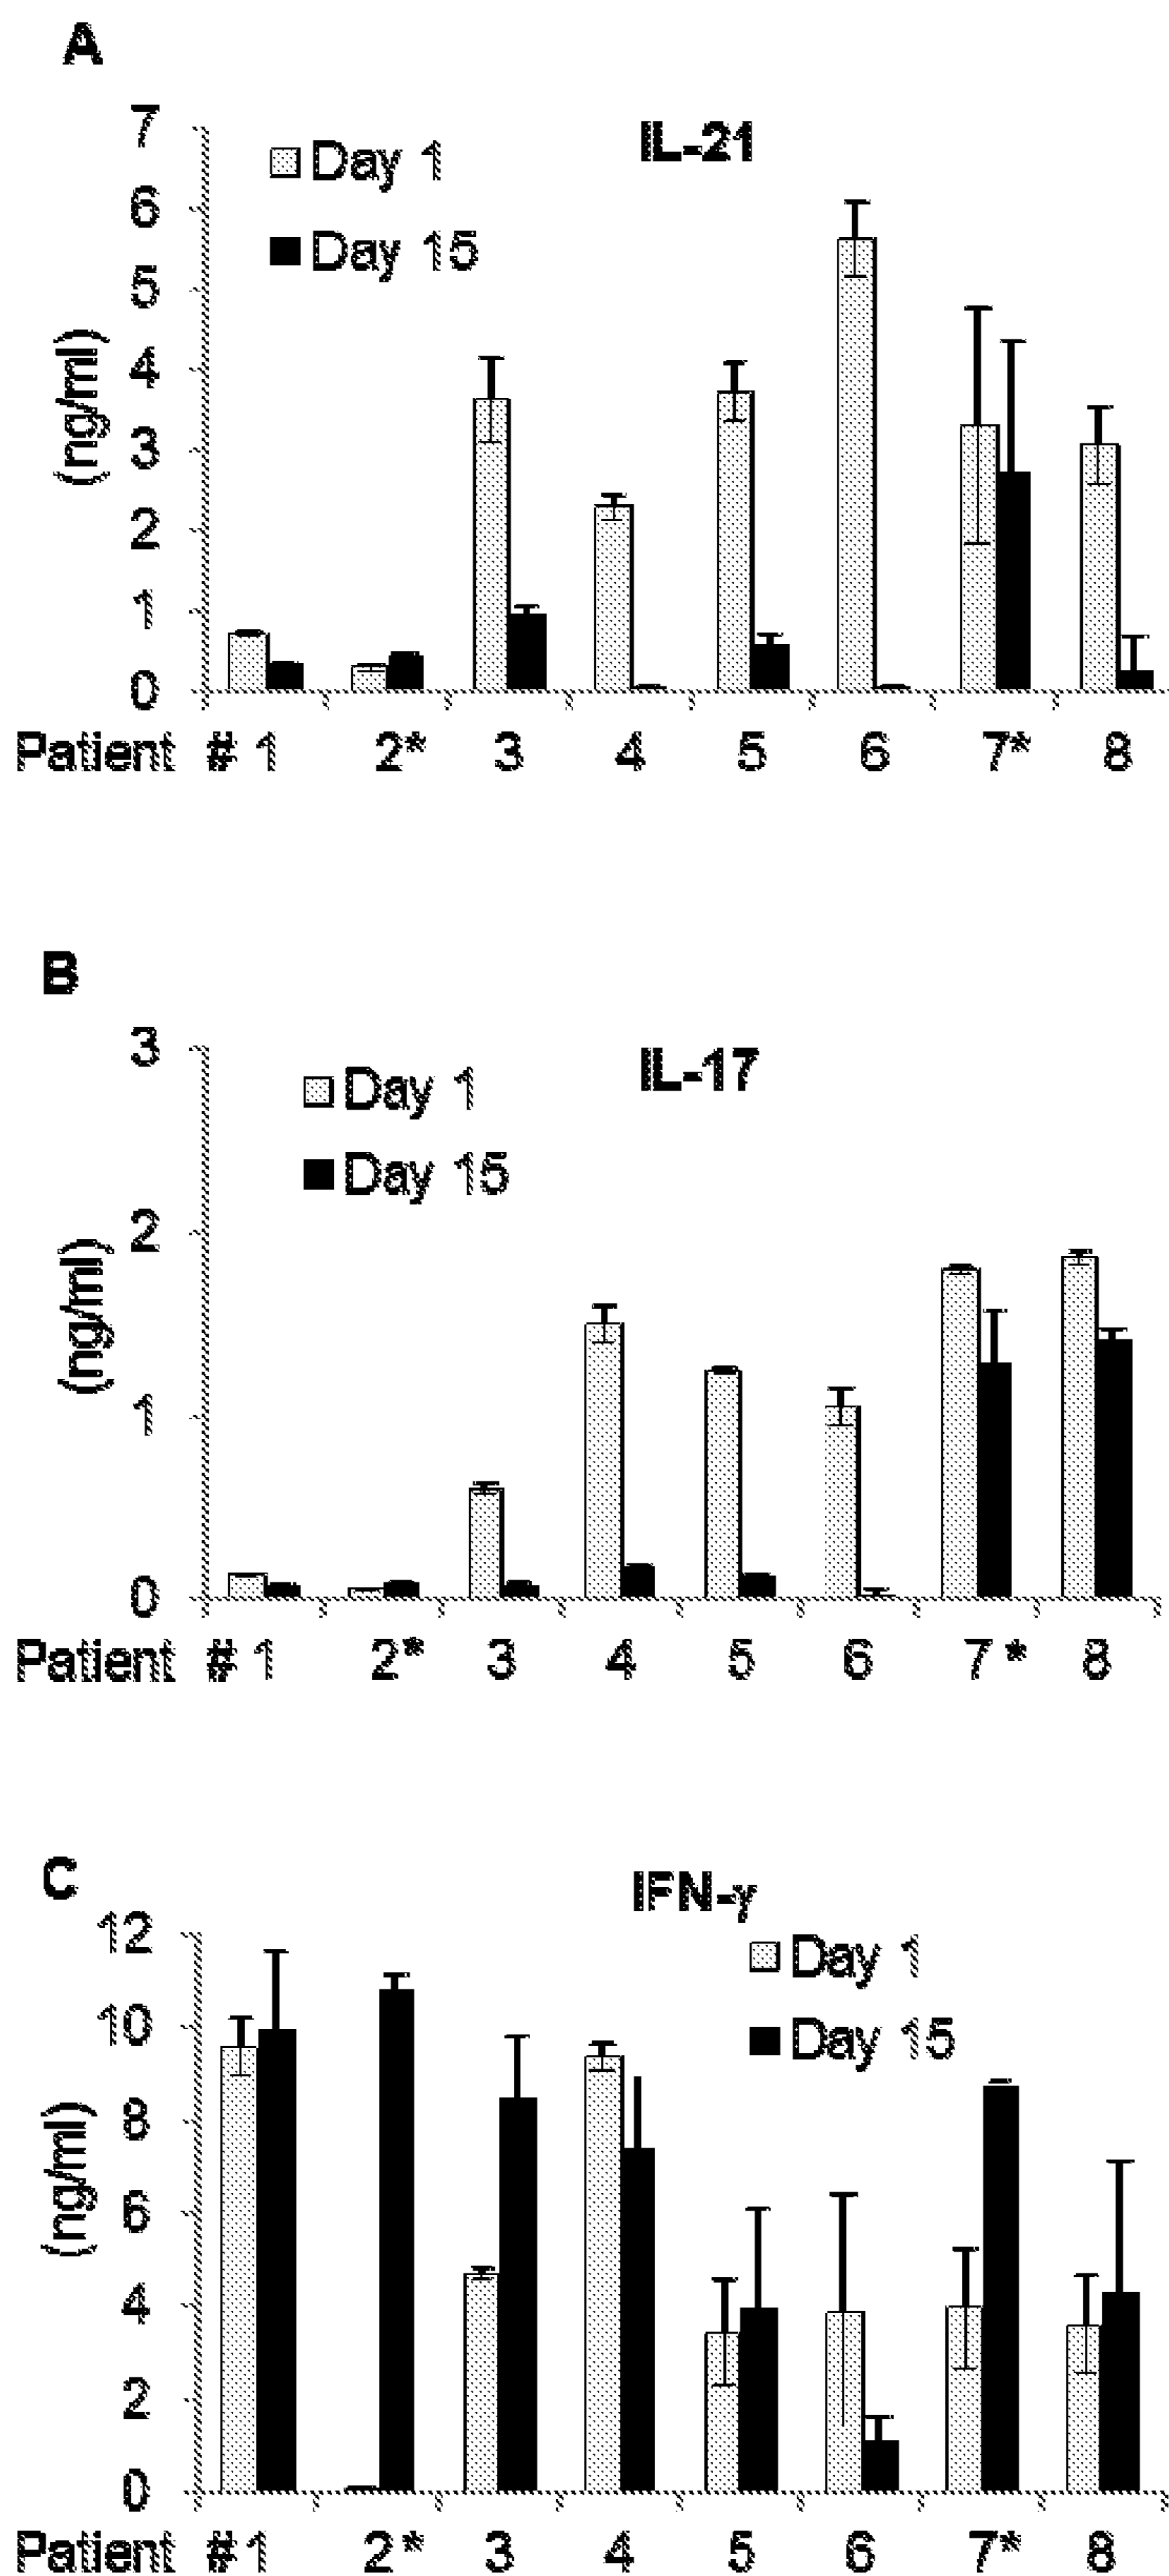 A
IL-21
Day 1
Day 15
(ng/ml)
7
6
5
4
3
2
1
0
Patient # 1 2* 3 4 5 6 7* 8
B
IL-17
Day 1
Day 15
(ng/ml)
3
2
1
0
Patient # 1 2* 3 4 5 6 7* 8
C
IFN-γ
Day 1
Day 15
(ng/ml)
12
10
8
6
4
2
0
Patient # 1 2* 3 4 5 6 7* 8